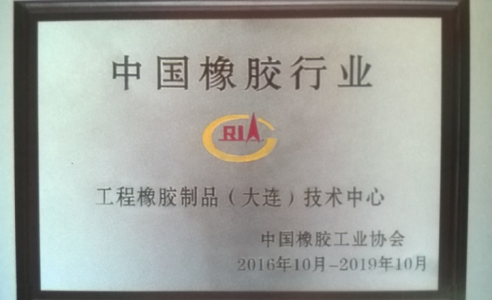 中国橡胶行业
CRIA
工程橡胶制品（大连）技术中心
中国橡胶工业协会
2016年10月-2019年10月